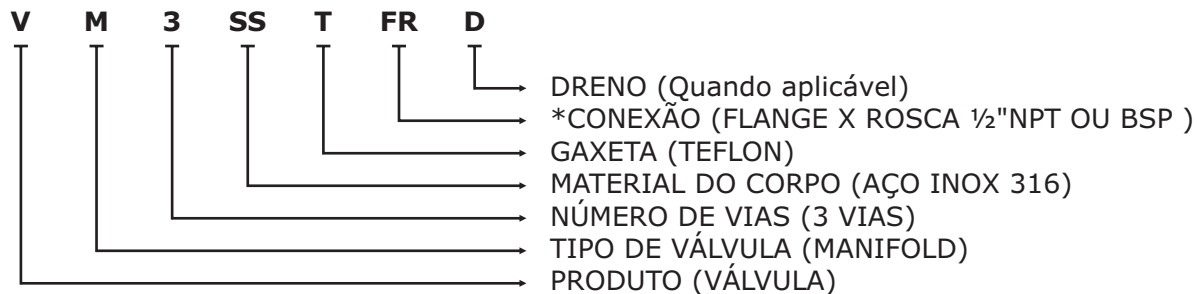 V M 3 SS T FR D
DRENO (Quando aplicável)
*CONEXÃO (FLANGE X ROSCA ½"NPT OU BSP )
GAXETA (TEFLON)
MATERIAL DO CORPO (AÇO INOX 316)
NÚMERO DE VIAS (3 VIAS)
TIPO DE VÁLVULA (MANIFOLD)
PRODUTO (VÁLVULA)